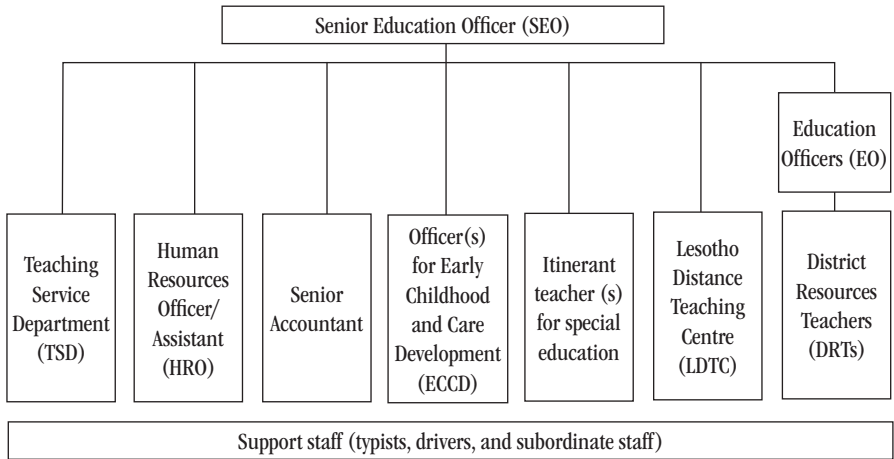 Senior Education Officer (SEO)
Education
Officers (EO)
Teaching
Service
Department
(TSD)
Human
Resources
Officer/
Assistant
(HRO)
Senior
Accountant
Officer(s)
for Early
Childhood
and Care
Development
(ECCD)
Itinerant
teacher (s)
for special
education
Lesotho
Distance
Teaching
Centre
(LDTC)
District
Resources
Teachers
(DRTs)
Support staff (typists, drivers, and subordinate staff)